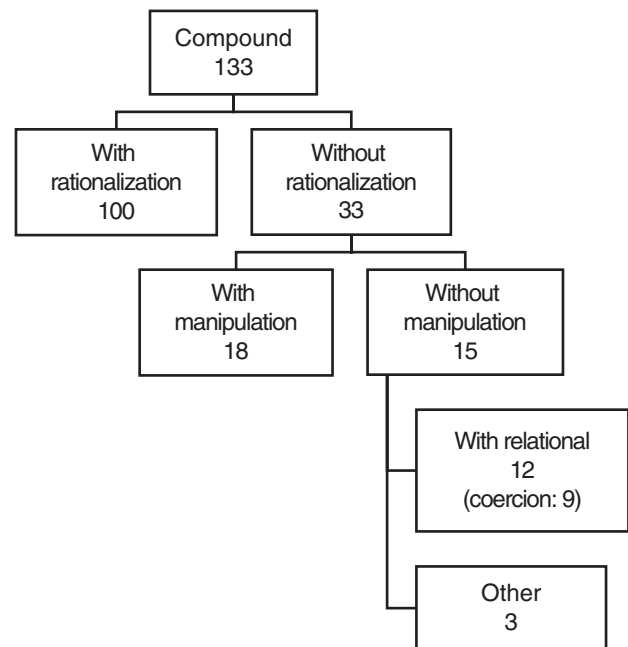 Compound
133
With
rationalization
100
Without
rationalization
33
With
manipulation
18
Without
manipulation
15
With relational
12
(coercion: 9)
Other
3